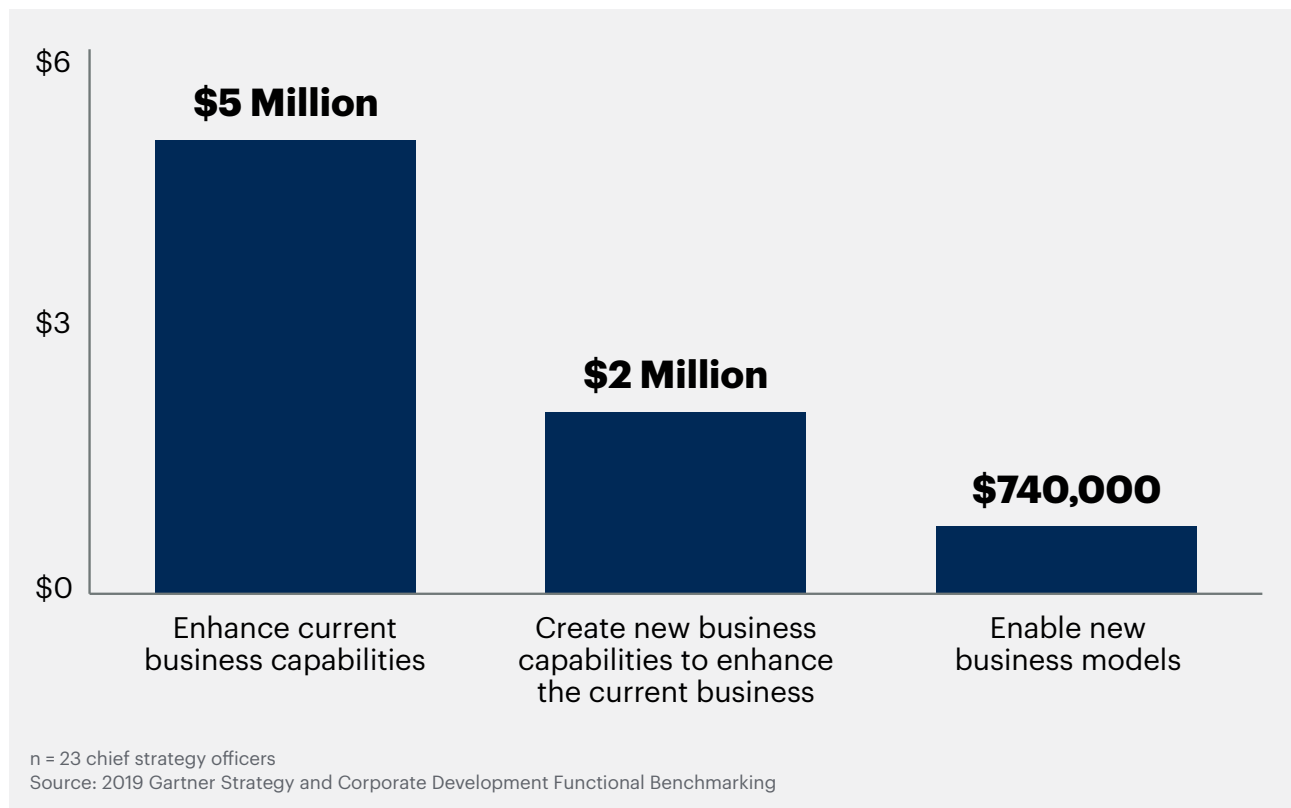 $6
$5 Million
$3
$2 Million
$740,000
$0
Enhance current
business capabilities
Create new business
capabilities to enhance
the current business
Enable new
business models
n = 23 chief strategy officers
Source: 2019 Gartner Strategy and Corporate Development Functional Benchmarking